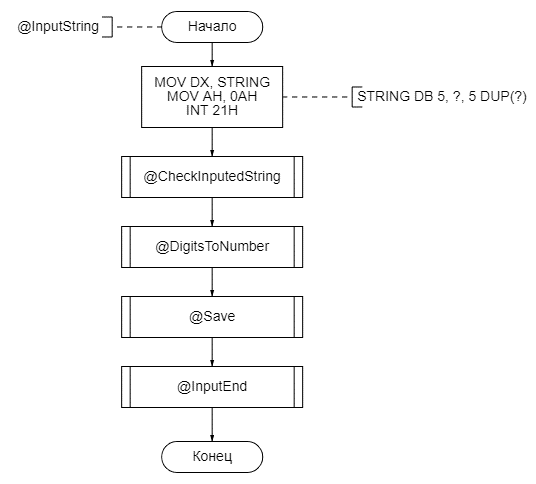 @InputString
Начало
MOV DX, STRING
MOV AH, 0AH
INT 21H
STRING DB 5, ?, 5 DUP(?)
@CheckInputedString
@DigitsToNumber
@Save
@InputEnd
Конец